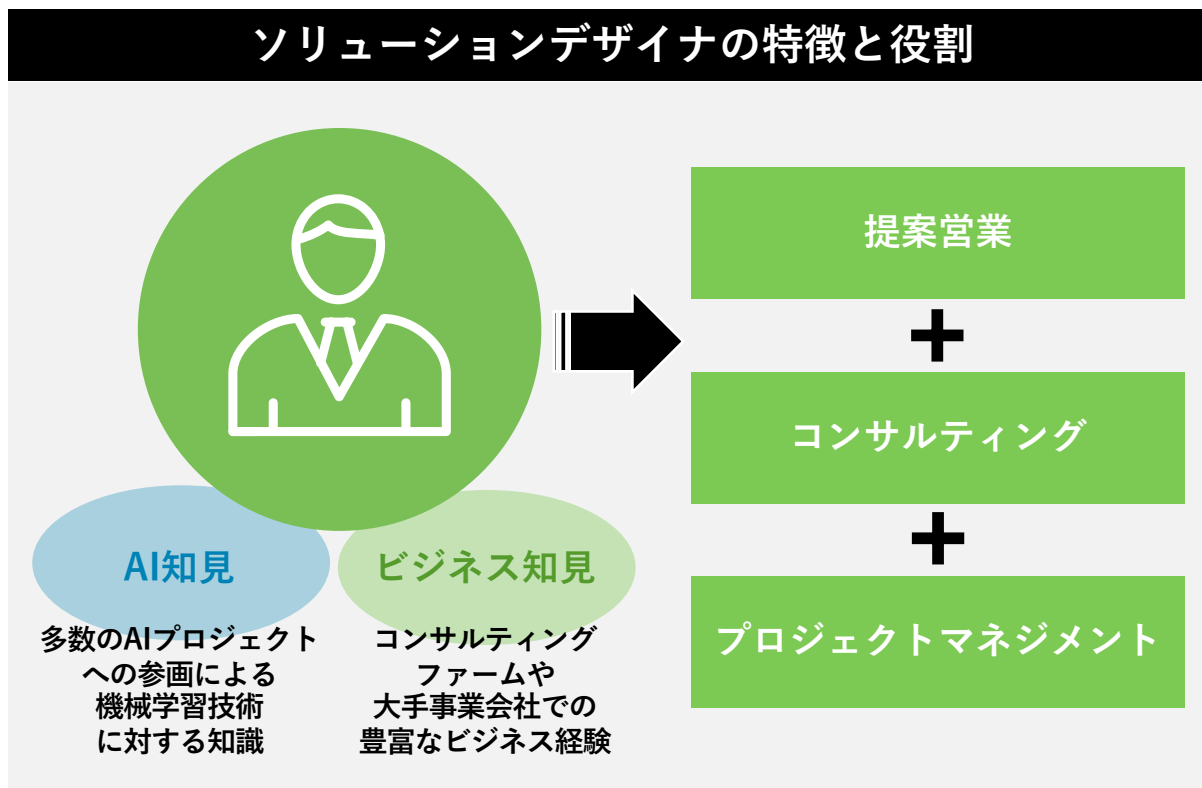 ソリューションデザイナの特徴と役割
AI知見
多数のAIプロジェクト
への参画による
機械学習技術
に対する知識
ビジネス知見
コンサルティング
ファームや
大手事業会社での
豊富なビジネス経験
提案営業
+
コンサルティング
+
プロジェクトマネジメント